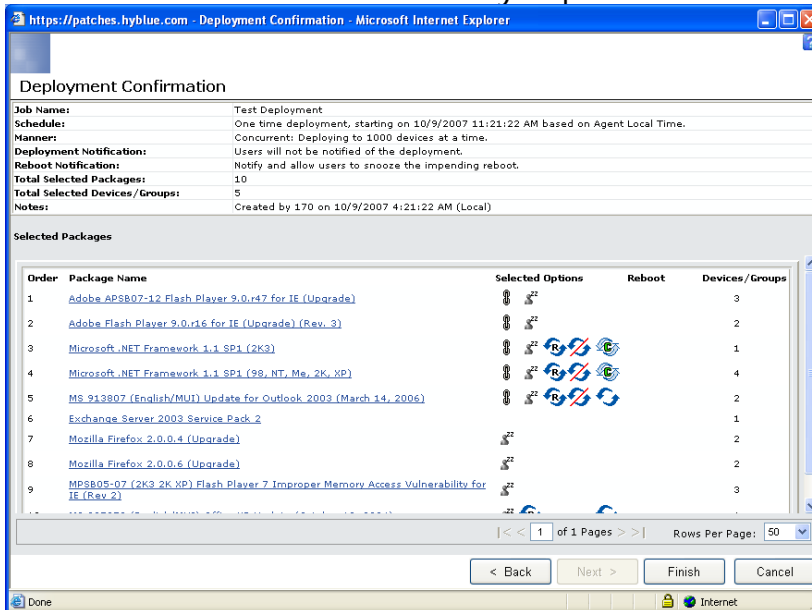 https://patches.hyblue.com - Deployment Confirmation - Microsoft Internet Explorer
Deployment Confirmation
Job Name: Test Deployment
Schedule: One time deployment, starting on 10/9/2007 11:21:22 AM based on Agent Local Time.
Manner: Concurrent: Deploying to 1000 devices at a time.
Deployment Notification: Users will not be notified of the deployment.
Reboot Notification: Notify and allow users to snooze the impending reboot.
Total Selected Packages: 10
Total Selected Devices/Groups: 5
Notes: Created by 170 on 10/9/2007 4:21:22 AM (Local)
Selected Packages
Order Package Name Selected Options Reboot Devices/Groups
1 Adobe APSB07-12 Flash Player 9.0.r47 for IE (Upgrade) 3
2 Adobe Flash Player 9.0.r16 for IE (Upgrade) (Rev. 3) 2
3 Microsoft .NET Framework 1.1 SP1 (2K3) 1
4 Microsoft .NET Framework 1.1 SP1 (98, NT, Me, 2K, XP) 4
5 MS 913807 (English/MUI) Update for Outlook 2003 (March 14, 2006) 2
6 Exchange Server 2003 Service Pack 2 1
7 Mozilla Firefox 2.0.0.4 (Upgrade) 2
8 Mozilla Firefox 2.0.0.6 (Upgrade) 2
9 MPSB05-07 (2K3 2K XP) Flash Player 7 Improper Memory Access Vulnerability for
IE (Rev 2) 3
|< < 1 of 1 Pages > >| Rows Per Page: 50
< Back Next > Finish Cancel
Done Internet